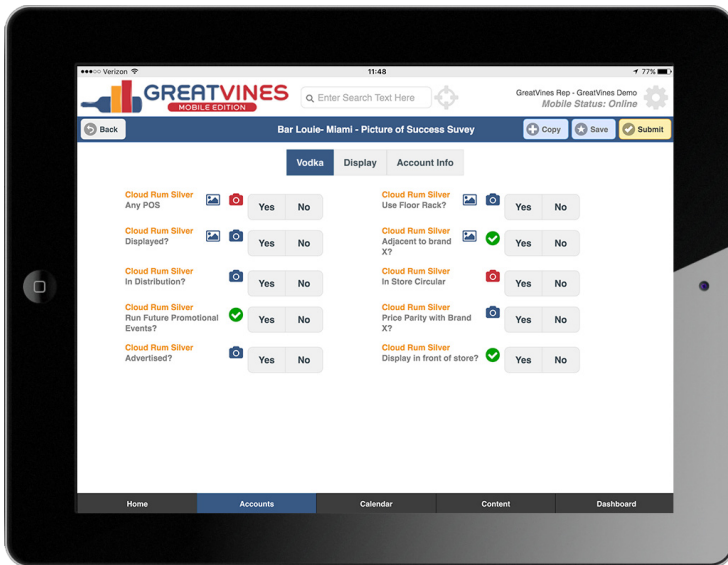 Verizon
11:48
77%
GREATVINES
MOBILE EDITION
Enter Search Text Here
GreatVines Rep - GreatVines Demo
Mobile Status: Online
Back
Bar Louie- Miami - Picture of Success Suvey
Copy
Save
Submit
Vodka
Display
Account Info
Cloud Rum Silver
Any POS
Yes No
Cloud Rum Silver
Use Floor Rack?
Yes No
Cloud Rum Silver
Displayed?
Yes No
Cloud Rum Silver
Adjacent to brand
X?
Yes No
Cloud Rum Silver
In Distribution?
Yes No
Cloud Rum Silver
In Store Circular
Yes No
Cloud Rum Silver
Run Future Promotional
Events?
Yes No
Cloud Rum Silver
Price Parity with Brand
X?
Yes No
Cloud Rum Silver
Advertised?
Yes No
Cloud Rum Silver
Display in front of store?
Yes No
Home
Accounts
Calendar
Content
Dashboard